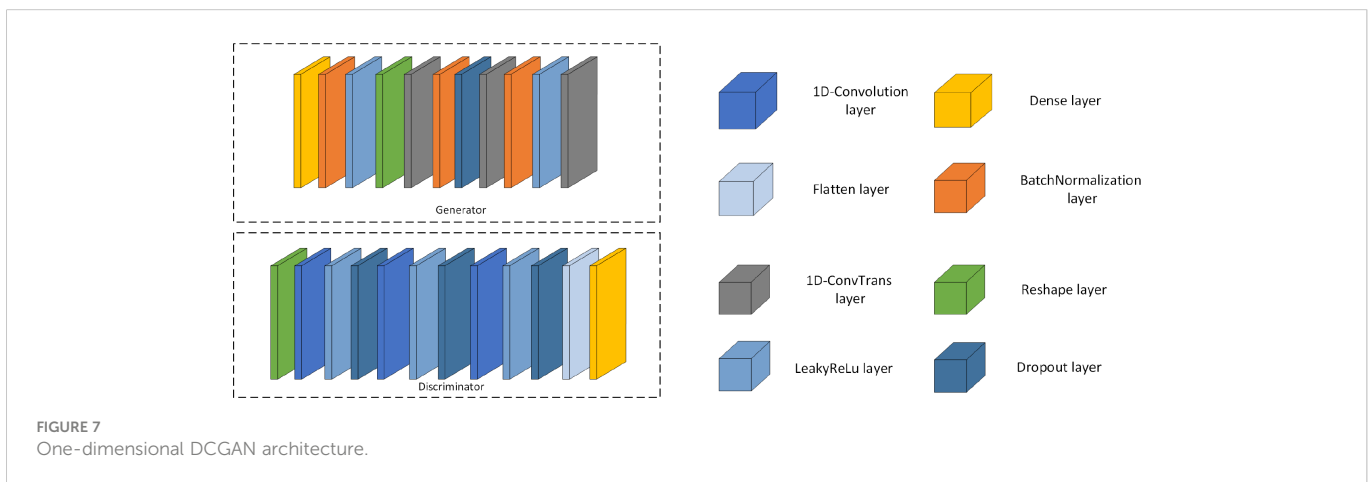 Generator
Discriminator
1D-Convolution
layer
Dense layer
Flatten layer
BatchNormalization
layer
1D-ConvTrans
layer
Reshape layer
LeakyReLu layer
Dropout layer
FIGURE 7
One-dimensional DCGAN architecture.